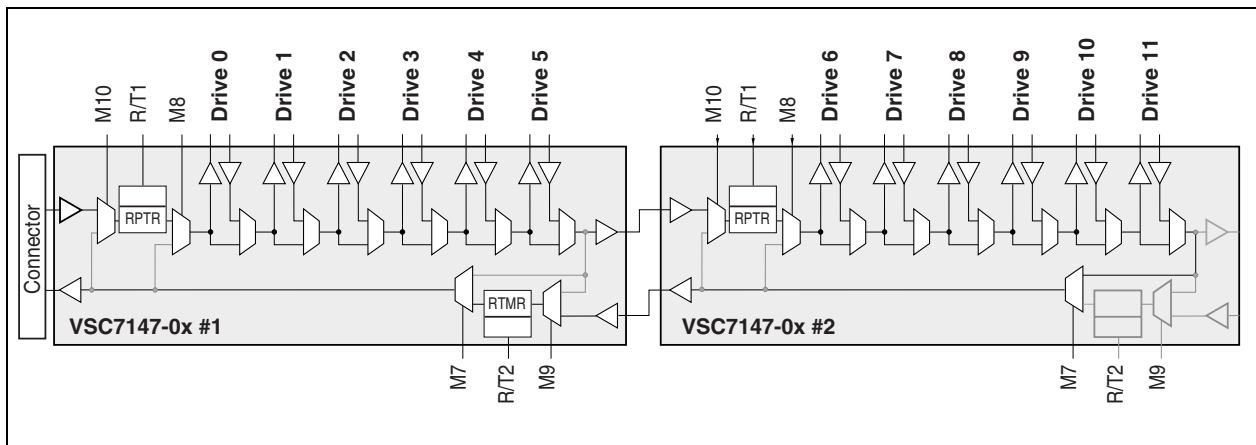 M10
R/T1
M8
Drive 0
Drive 1
Drive 2
Drive 3
Drive 4
Drive 5
M10
R/T1
M8
Drive 6
Drive 7
Drive 8
Drive 9
Drive 10
Drive 11
Connector
RPTR
RPTR
RTMR
VSC7147-0x #1
VSC7147-0x #2
M7
R/T2
M9
M7
R/T2
M9